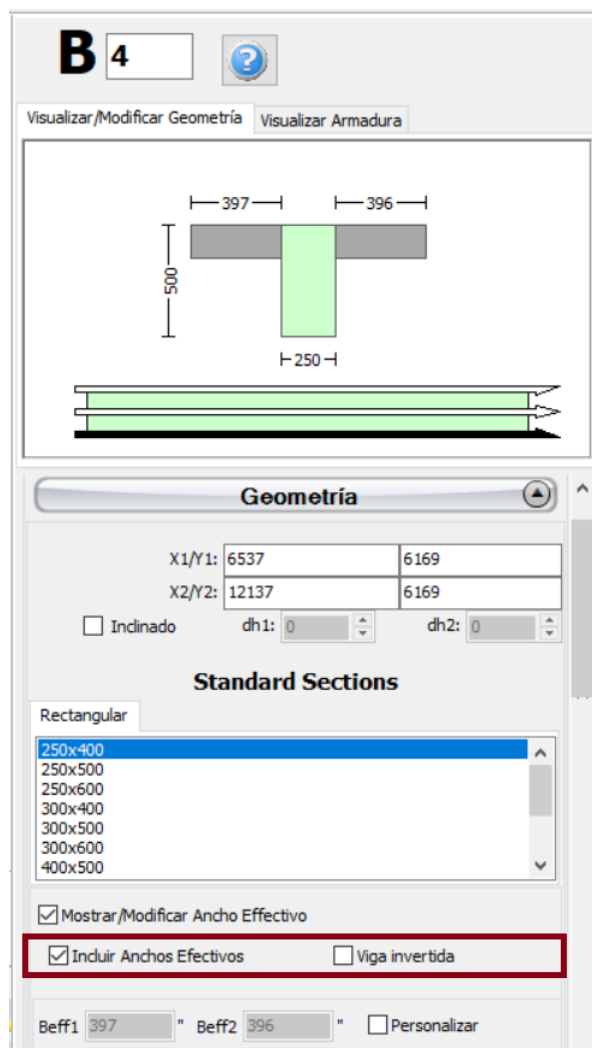 B 4
Visualizar/Modificar Geometría Visualizar Armadura
397 396
500
250
Geometría
X1/Y1: 6537 6169
X2/Y2: 12137 6169
Inclinado dh1: 0 dh2: 0
Standard Sections
Rectangular
250x400
250x500
250x600
300x400
300x500
300x600
400x500
Mostrar/Modificar Ancho Effectivo
Incluir Anchos Efectivos Viga invertida
Beff1 397 " Beff2 396 " Personalizar